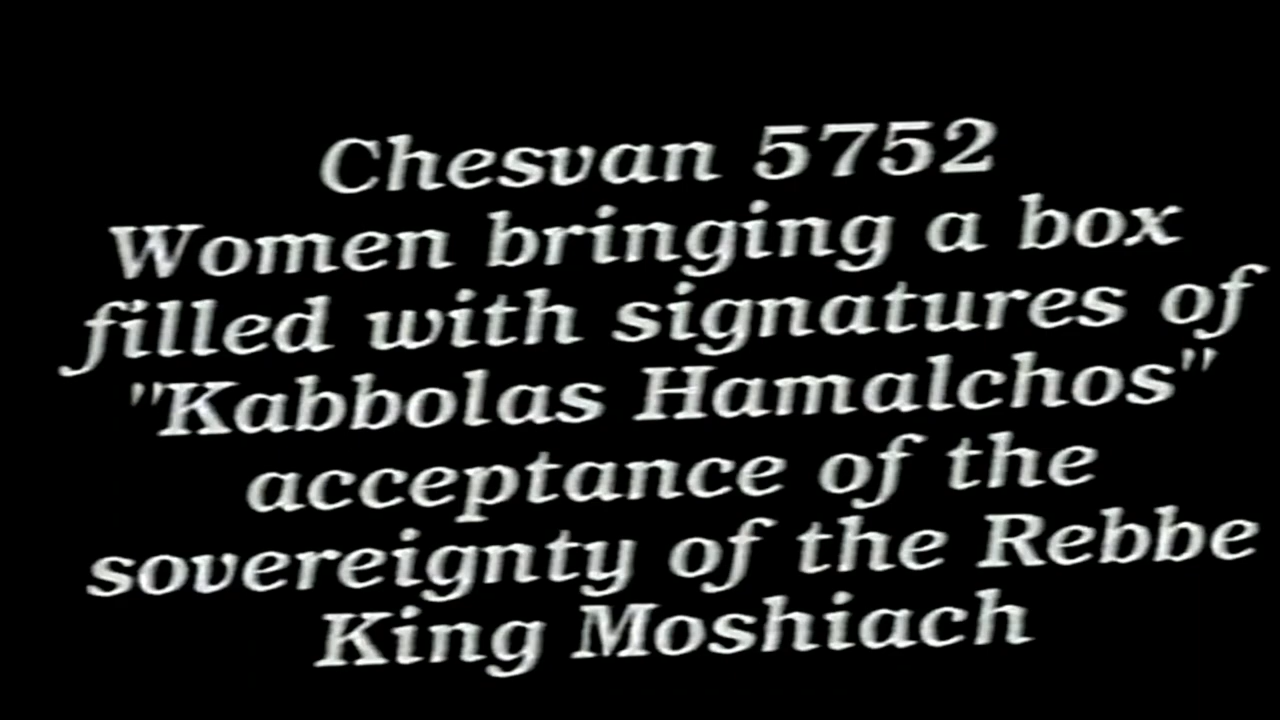 Chesvan 5752
Women bringing a box
filled with signatures of
"Kabbolas Hamalchos"
acceptance of the
sovereignty of the Rebbe
King Moshiach